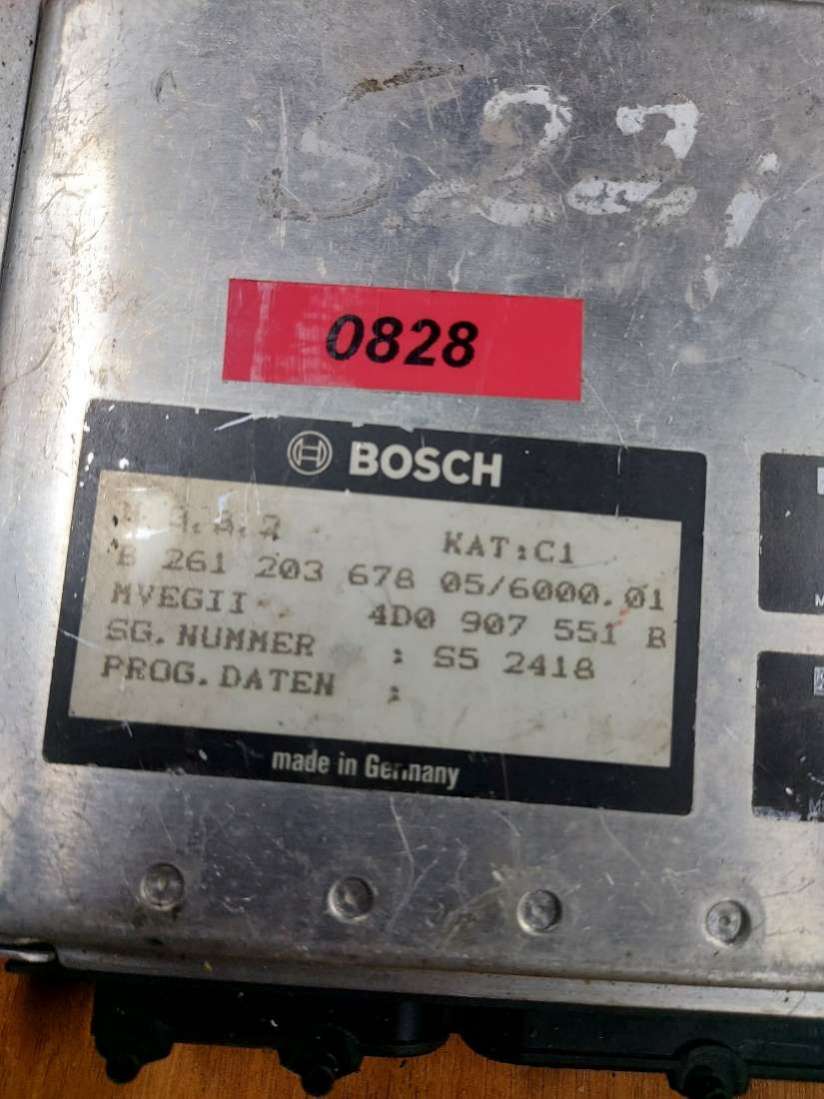 S22,
0828
BOSCH
KAT:C1
B 261 203 678 05/6000.01
MVEGII 4D0 907 551 B
SG.NUMMER : S5 2418
PROG.DATEN :
made in Germany